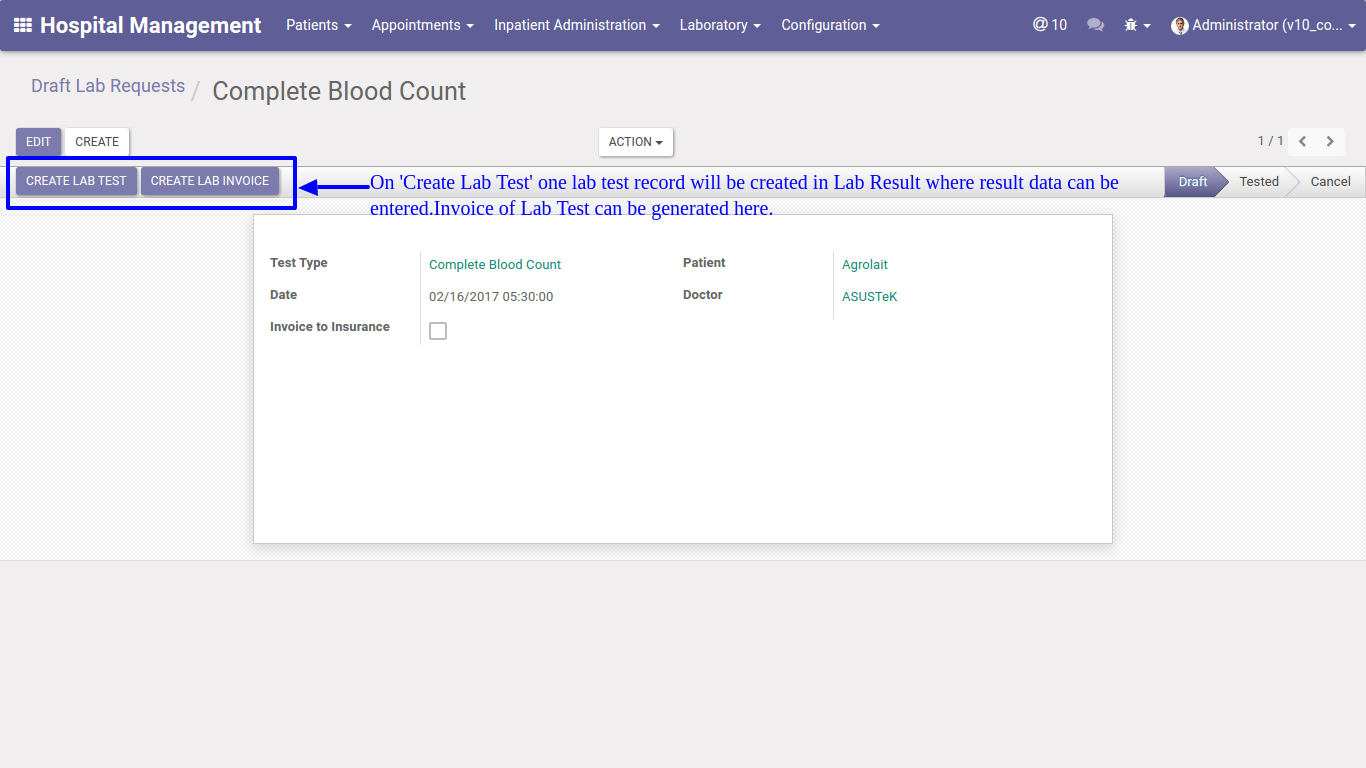 Hospital Management Patients Appointments Inpatient Administration Laboratory Configuration @ 10 Administrator (v10_co...
Draft Lab Requests / Complete Blood Count
EDIT CREATE ACTION 1 / 1
CREATE LAB TEST CREATE LAB INVOICE Draft Tested Cancel
On 'Create Lab Test' one lab test record will be created in Lab Result where result data can be
entered.Invoice of Lab Test can be generated here.
Test Type Complete Blood Count Patient Agrolait
Date 02/16/2017 05:30:00 Doctor ASUSTeK
Invoice to Insurance